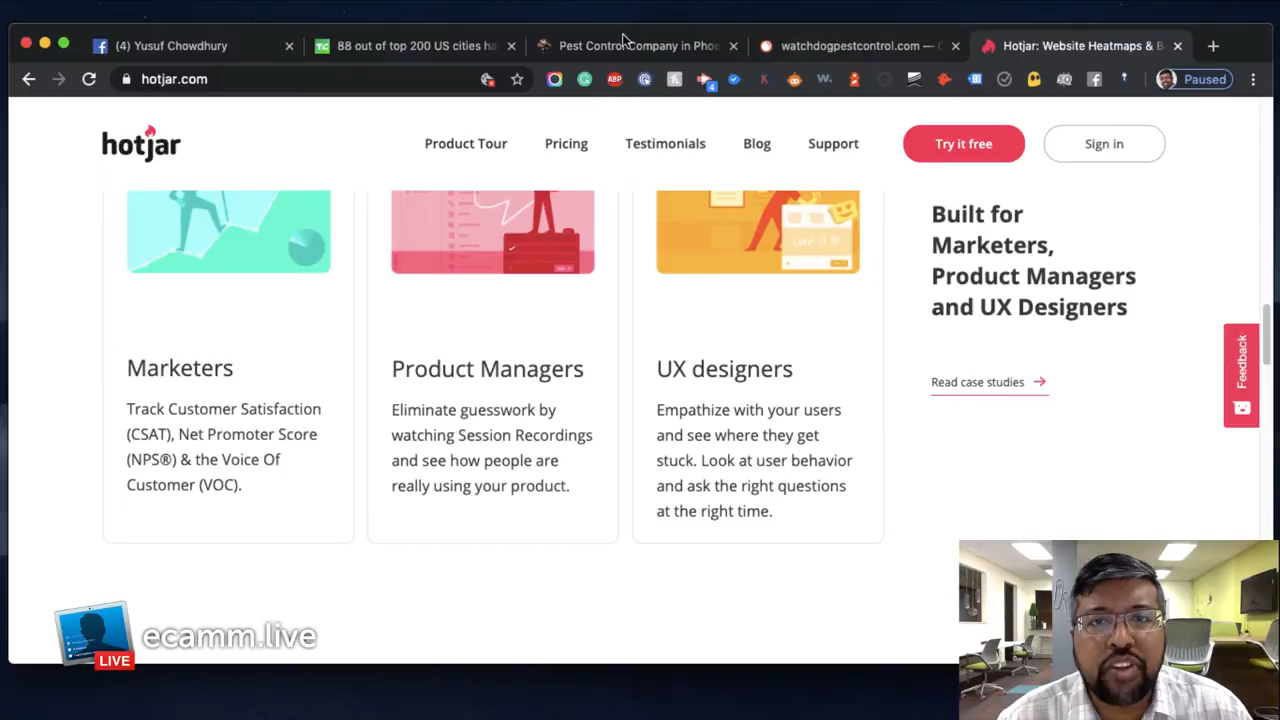 (4) Yusuf Chowdhury
88 out of top 200 US cities ha
Pest Control Company in Phoe
watchdogpestcontrol.com — C
Hotjar: Website Heatmaps & B
hotjar.com
ABP
4
Paused
hotjar
Product Tour
Pricing
Testimonials
Blog
Support
Try it free
Sign in
Built for
Marketers,
Product Managers
and UX Designers
Read case studies
Feedback
Marketers
Track Customer Satisfaction
(CSAT), Net Promoter Score
(NPS®) & the Voice Of
Customer (VOC).
Product Managers
Eliminate guesswork by
watching Session Recordings
and see how people are
really using your product.
UX designers
Empathize with your users
and see where they get
stuck. Look at user behavior
and ask the right questions
at the right time.
ecamm.live
LIVE